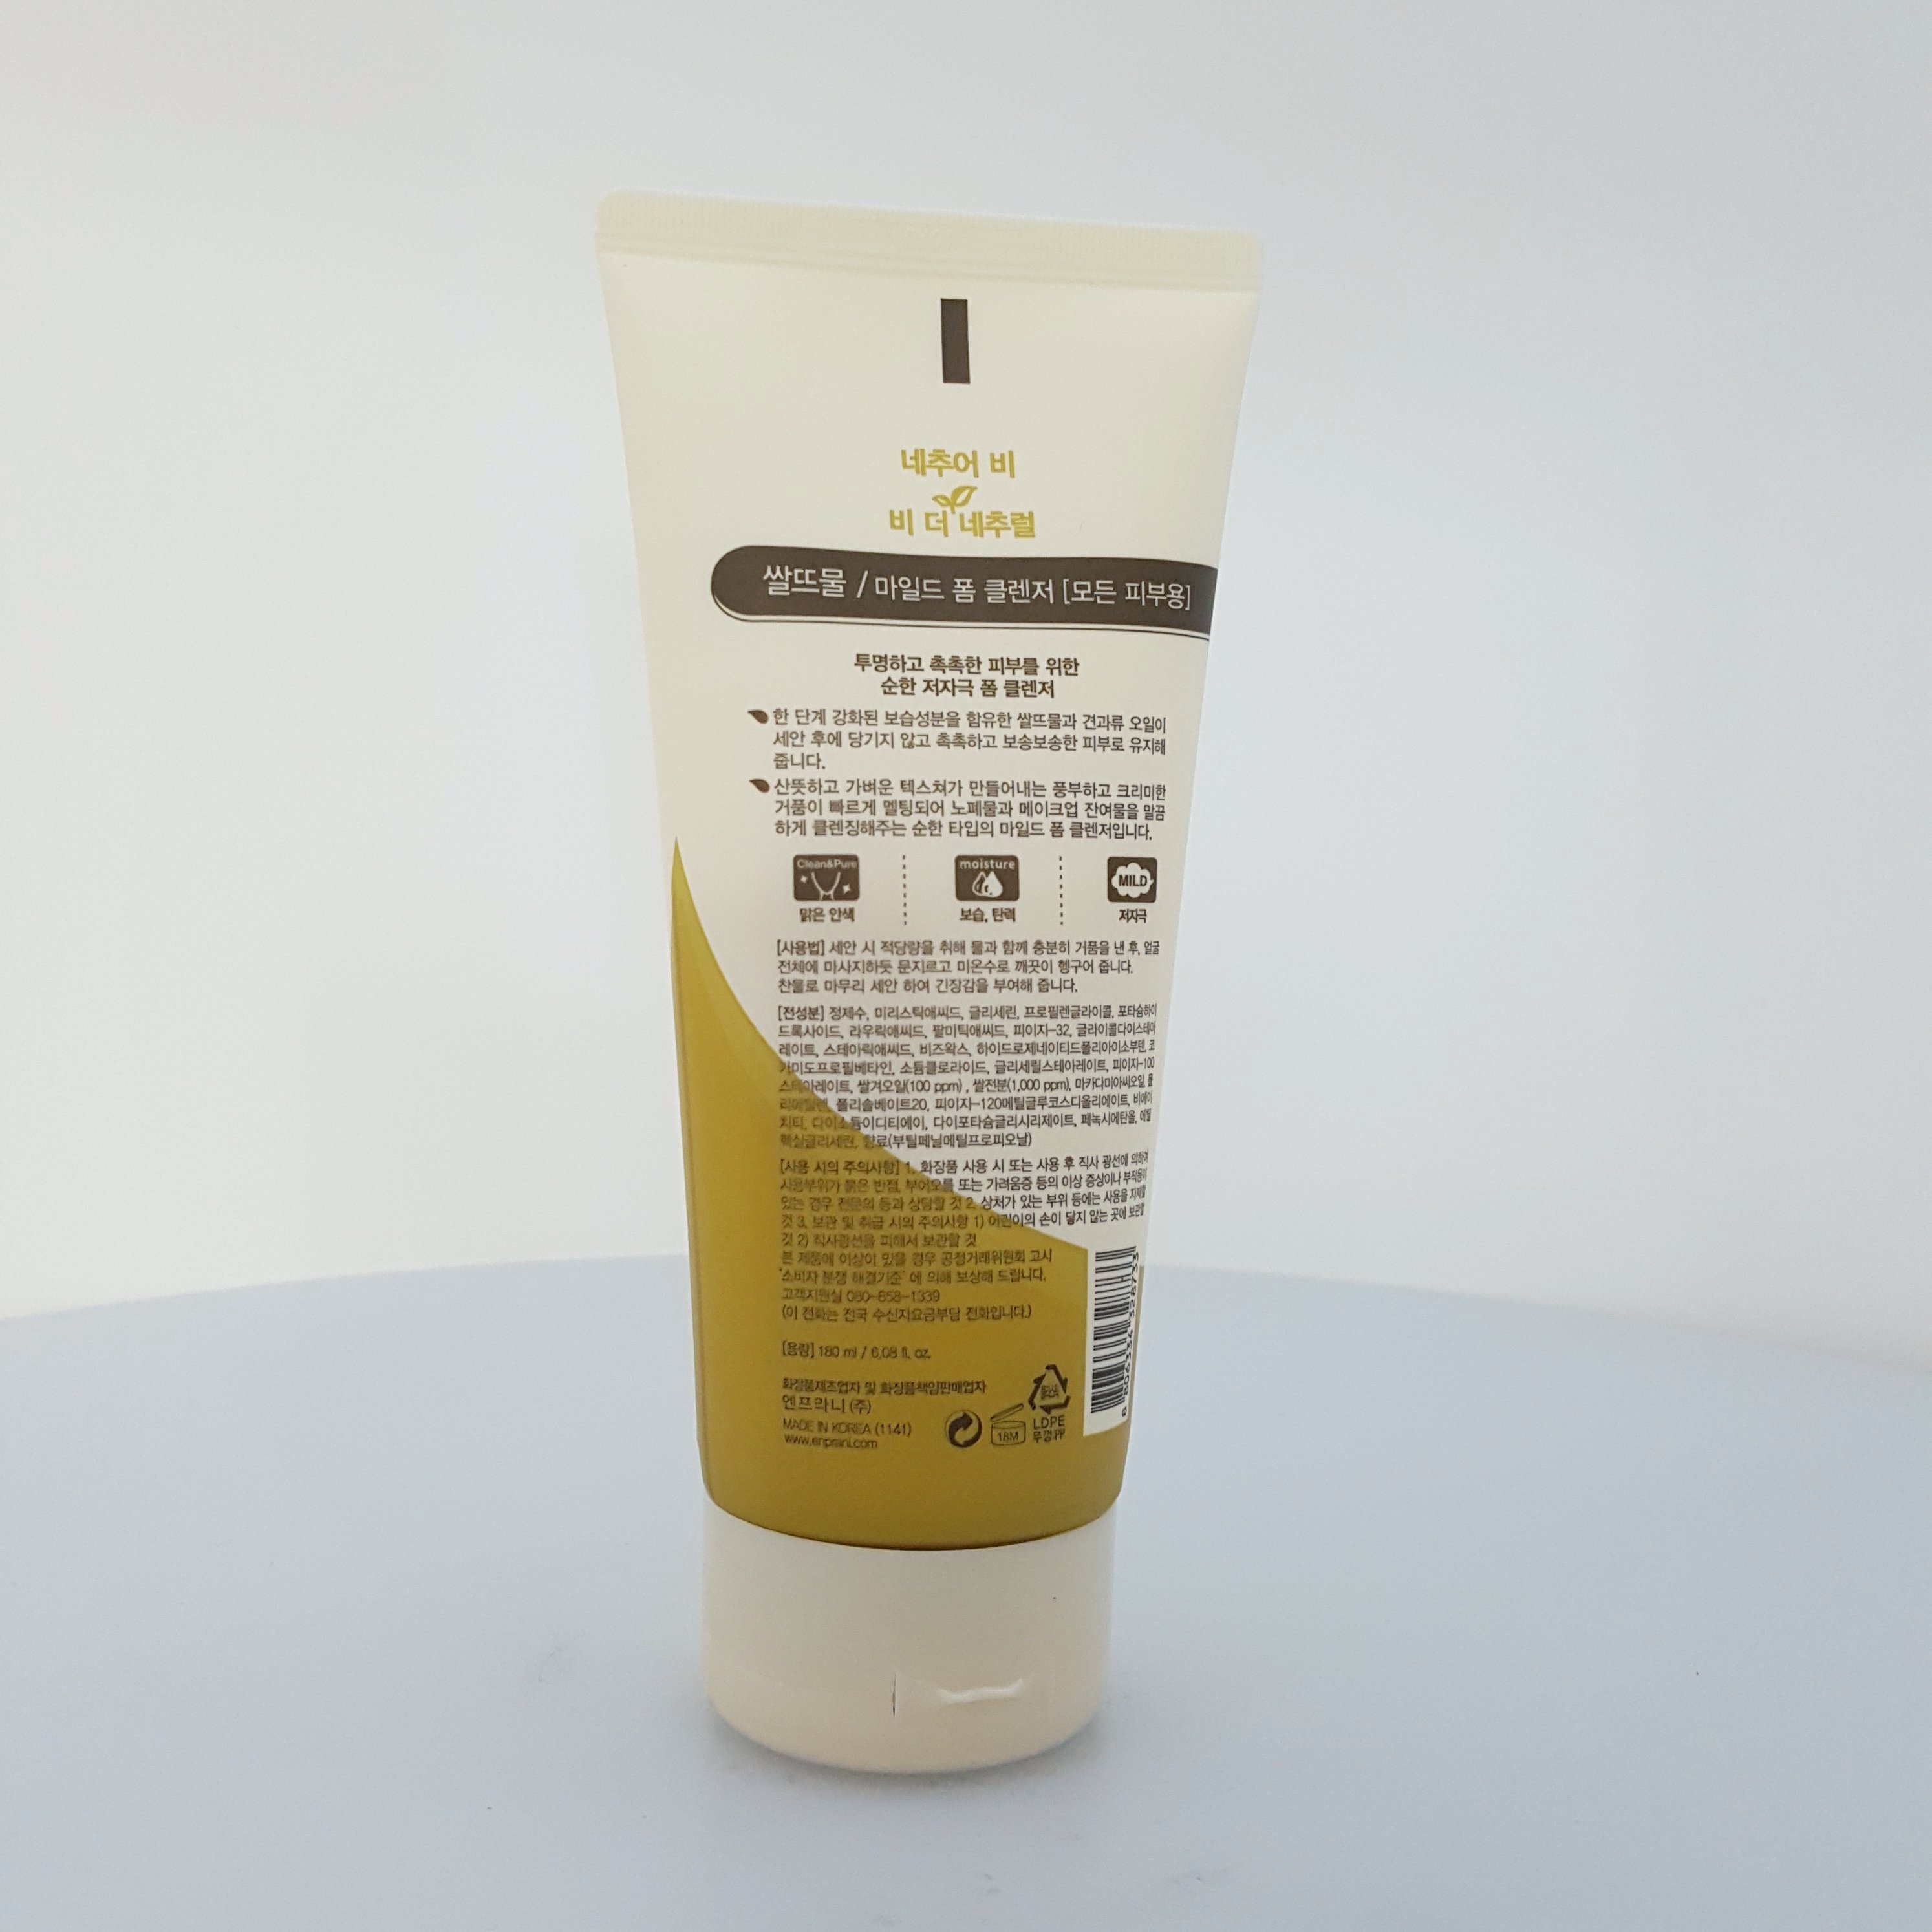 네추어 비
비 더 네추럴
쌀뜨물 / 마일드 폼 클렌저 [모든 피부용]
투명하고 촉촉한 피부를 위한
순한 저자극 폼 클렌저
한 단계 강화된 보습성분을 함유한 쌀뜨물과 견과류 오일이
세안 후에 당기지 않고 촉촉하고 보송보송한 피부로 유지해
줍니다.
산뜻하고 가벼운 텍스쳐가 만들어내는 풍부하고 크리미한
거품이 빠르게 멜팅되어 노폐물과 메이크업 잔여물을 말끔
하게 클렌징해주는 순한 타입의 마일드 폼 클렌저입니다.
Clean&Pure moisture MILD
맑은 안색 보습, 탄력 저자극
[사용법] 세안 시 적당량을 취해 물과 함께 충분히 거품을 낸 후, 얼굴
전체에 마사지하듯 문지르고 미온수로 깨끗이 헹구어 줍니다.
찬물로 마무리 세안 하여 긴장감을 부여해 줍니다.
[전성분] 정제수, 미리스틱애씨드, 글리세린, 프로필렌글라이콜, 포타슘하이
드록사이드, 라우릭애씨드, 팔미틱애씨드, 피이지-32, 글라이콜다이스테아
레이트, 스테아릭애씨드, 비즈왁스, 하이드로제네이티드폴리아이소부텐, 코
카미도프로필베타인, 소듐클로라이드, 글리세릴스테아레이트, 피이지-100
스테아레이트, 쌀겨오일(100 ppm) , 쌀전분(1,000 ppm), 마카다미아씨오일, 폴
리에틸렌, 폴리솔베이트20, 피이지-120메틸글루코스디올리에이트, 비에이
치티, 다이소듐이디티에이, 다이포타슘글리시리제이트, 페녹시에탄올, 에틸
헥실글리세린, 향료(부틸페닐메틸프로피오날)
[사용 시의 주의사항] 1. 화장품 사용 시 또는 사용 후 직사 광선에 의하여
사용부위가 붉은 반점, 부어오름 또는 가려움증 등의 이상 증상이나 부작용이
있는 경우 전문의 등과 상담할 것 2. 상처가 있는 부위 등에는 사용을 자제할
것 3. 보관 및 취급 시의 주의사항 1) 어린이의 손이 닿지 않는 곳에 보관할
것 2) 직사광선을 피해서 보관할 것
본 제품에 이상이 있을 경우 공정거래위원회 고시
'소비자 분쟁 해결기준' 에 의해 보상해 드립니다.
고객지원실 080-858-1339
(이 전화는 전국 수신자요금부담 전화입니다.)
[용량] 180 ml / 6.08 fl. oz.
화장품제조업자 및 화장품책임판매업자
엔프라니 (주)
MADE IN KOREA (1141)
www.enprani.com
18M
LDPE
뚜껑:PP